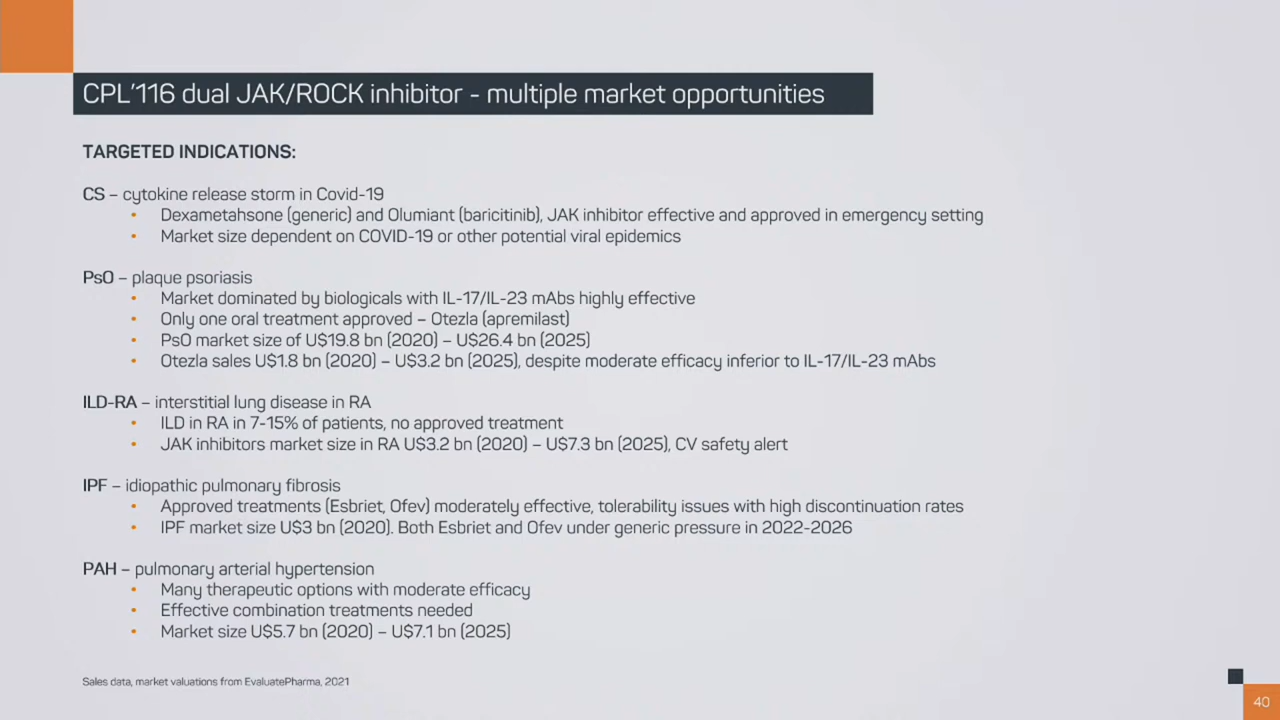 CPL'116 dual JAK/ROCK inhibitor - multiple market opportunities
TARGETED INDICATIONS:
CS – cytokine release storm in Covid-19
• Dexametahsone (generic) and Olumiant (baricitinib), JAK inhibitor effective and approved in emergency setting
• Market size dependent on COVID-19 or other potential viral epidemics
PsO – plaque psoriasis
• Market dominated by biologicals with IL-17/IL-23 mAbs highly effective
• Only one oral treatment approved – Otezla (apremilast)
• PsO market size of U$19.8 bn (2020) – U$26.4 bn (2025)
• Otezla sales U$1.8 bn (2020) – U$3.2 bn (2025), despite moderate efficacy inferior to IL-17/IL-23 mAbs
ILD-RA – interstitial lung disease in RA
• ILD in RA in 7-15% of patients, no approved treatment
• JAK inhibitors market size in RA U$3.2 bn (2020) – U$7.3 bn (2025), CV safety alert
IPF – idiopathic pulmonary fibrosis
• Approved treatments (Esbriet, Ofev) moderately effective, tolerability issues with high discontinuation rates
• IPF market size U$3 bn (2020). Both Esbriet and Ofev under generic pressure in 2022-2026
PAH – pulmonary arterial hypertension
• Many therapeutic options with moderate efficacy
• Effective combination treatments needed
• Market size U$5.7 bn (2020) – U$7.1 bn (2025)
Sales data, market valuations from EvaluatePharma, 2021
40